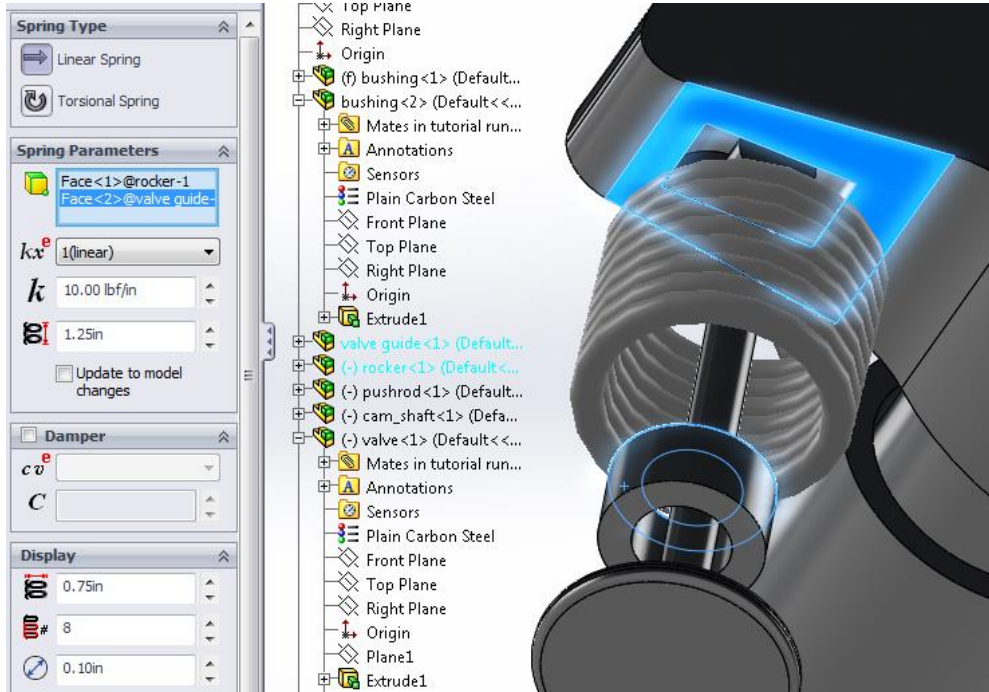 Spring Type
Linear Spring
Torsional Spring
Spring Parameters
Face<1>@rocker-1
Face<2>@valve guide-
kx e
1(linear)
k
10.00 lbf/in
1.25in
Update to model
changes
Damper
cv e
C
Display
0.75in
#
8
0.10in
Top Plane
Right Plane
Origin
(f) bushing<1> (Default...
bushing<2> (Default<<...
Mates in tutorial run...
A Annotations
Sensors
Plain Carbon Steel
Front Plane
Top Plane
Right Plane
Origin
Extrude1
valve guide<1> (Default...
(-) rocker<1> (Default<...
(-) pushrod<1> (Default...
(-) cam_shaft<1> (Defa...
(-) valve<1> (Default<<...
Mates in tutorial run...
A Annotations
Sensors
Plain Carbon Steel
Front Plane
Top Plane
Right Plane
Origin
Plane1
Extrude1